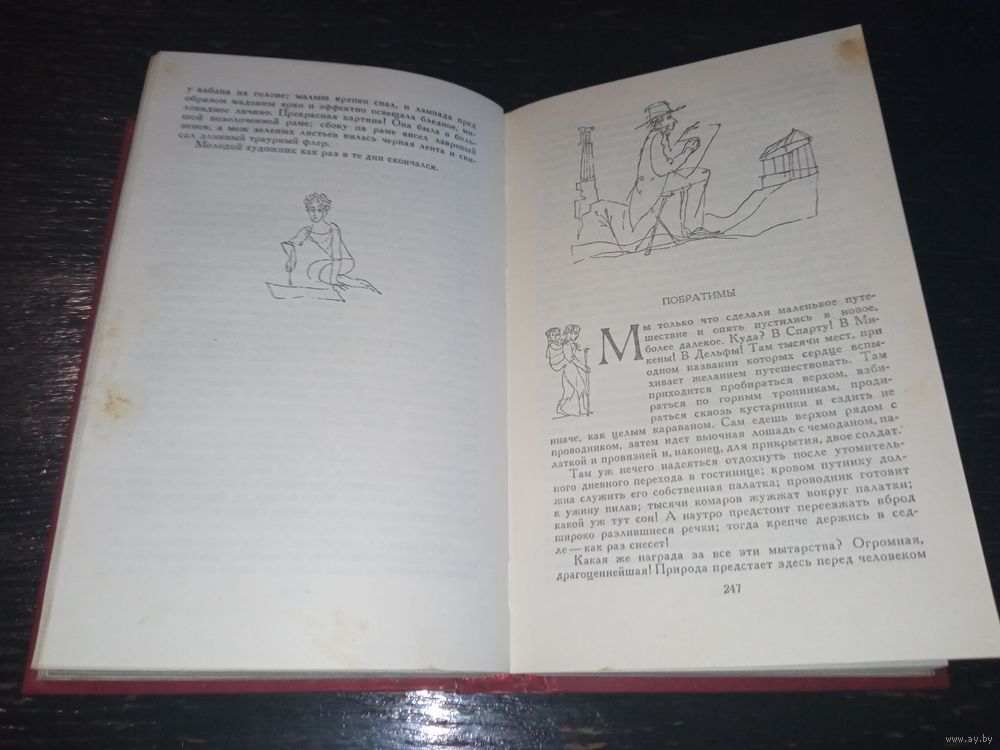 у кабана на голове; малыш крепко спал, и лампада пред
образом мадонны ярко и эффектно освещала бледное, ми-
ловидное личико. Прекрасная картина! Она была в боль-
шой позолоченной раме; сбоку на раме висел лавровый
венок, а меж зеленых листьев вилась черная лента и сви-
сал длинный траурный флер.
Молодой художник как раз в те дни скончался.
ПОБРАТИМЫ
Мы только что сделали маленькое путе-
шествие и опять пустились в новое,
более далекое. Куда? В Спарту! В Ми-
кены! В Дельфы! Там тысячи мест, при
одном названии которых сердце вспы-
хивает желанием путешествовать. Там
приходится пробираться верхом, взби-
раться по горным тропинкам, проди-
раться сквозь кустарники и ездить не
иначе, как целым караваном. Сам едешь верхом рядом с
проводником, затем идет вьючная лошадь с чемоданом, па-
латкой и провизией и, наконец, для прикрытия, двое солдат.
Там уж нечего надеяться отдохнуть после утомитель-
ного дневного перехода в гостинице; кровом путнику дол-
жна служить его собственная палатка; проводник готовит
к ужину пилав; тысячи комаров жужжат вокруг палатки;
какой уж тут сон! А наутро предстоит переезжать вброд
широко разлившиеся речки; тогда крепче держись в сед-
ле — как раз снесет!
Какая же награда за все эти мытарства? Огромная,
драгоценнейшая! Природа предстает здесь перед человеком
247
www.ay.by